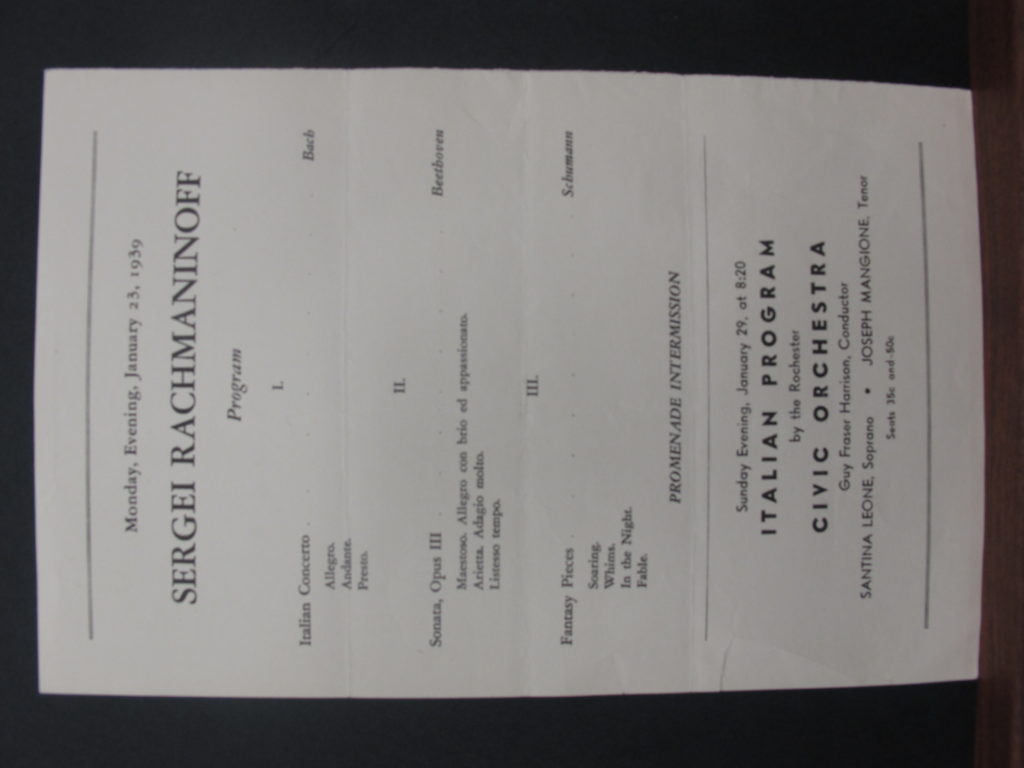 Monday, Evening, January 23, 1939
SERGEI RACHMANINOFF
Program
I.
Italian Concerto . . . . . Bach
Allegro.
Andante.
Presto.
II.
Sonata, Opus III . . . . . Beethoven
Maestoso. Allegro con brio ed appassionato.
Arietta. Adagio molto.
Listesso tempo.
III.
Fantasy Pieces . . . . . Schumann
Soaring.
Whims.
In the Night.
Fable.
PROMENADE INTERMISSION
Sunday Evening, January 29, at 8:20
ITALIAN PROGRAM
by the Rochester
CIVIC ORCHESTRA
Guy Fraser Harrison, Conductor
SANTINA LEONE, Soprano • JOSEPH MANGIONE, Tenor
Seats 35c and 50c